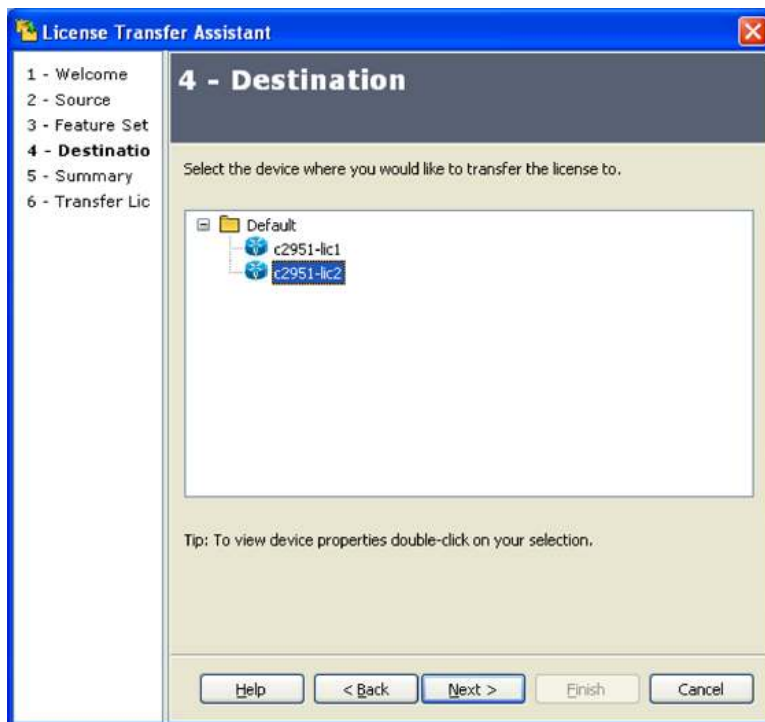 License Transfer Assistant
1 - Welcome
2 - Source
3 - Feature Set
4 - Destinatio
5 - Summary
6 - Transfer Lic
4 - Destination
Select the device where you would like to transfer the license to.
Default
c2951-lic1
c2951-lic2
Tip: To view device properties double-click on your selection.
Help
< Back
Next >
Finish
Cancel